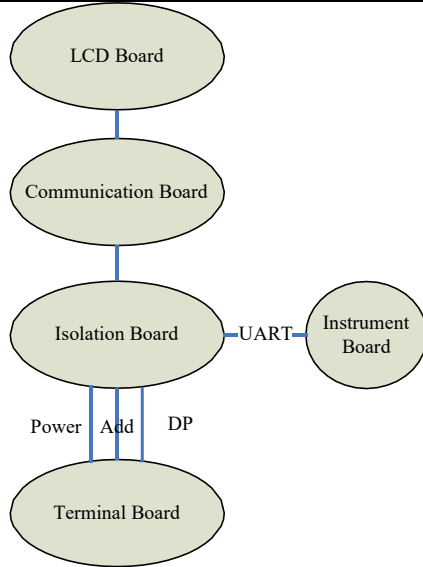 LCD Board
Communication Board
Isolation Board
UART
Instrument
Board
Power
Add
DP
Terminal Board